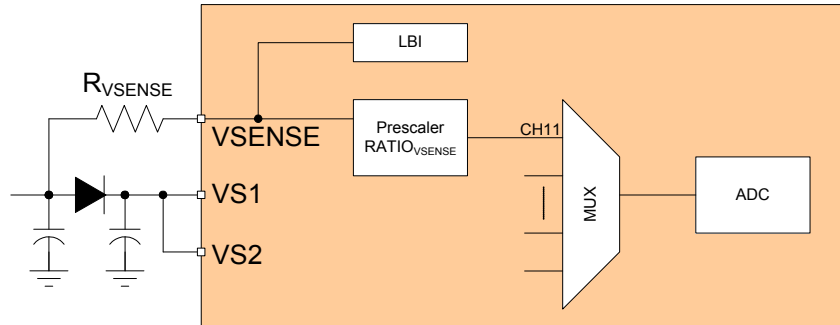 LBI
RVSENSE
VSENSE
Prescaler
RATIOVSENSE
CH11
MUX
ADC
VS1
VS2